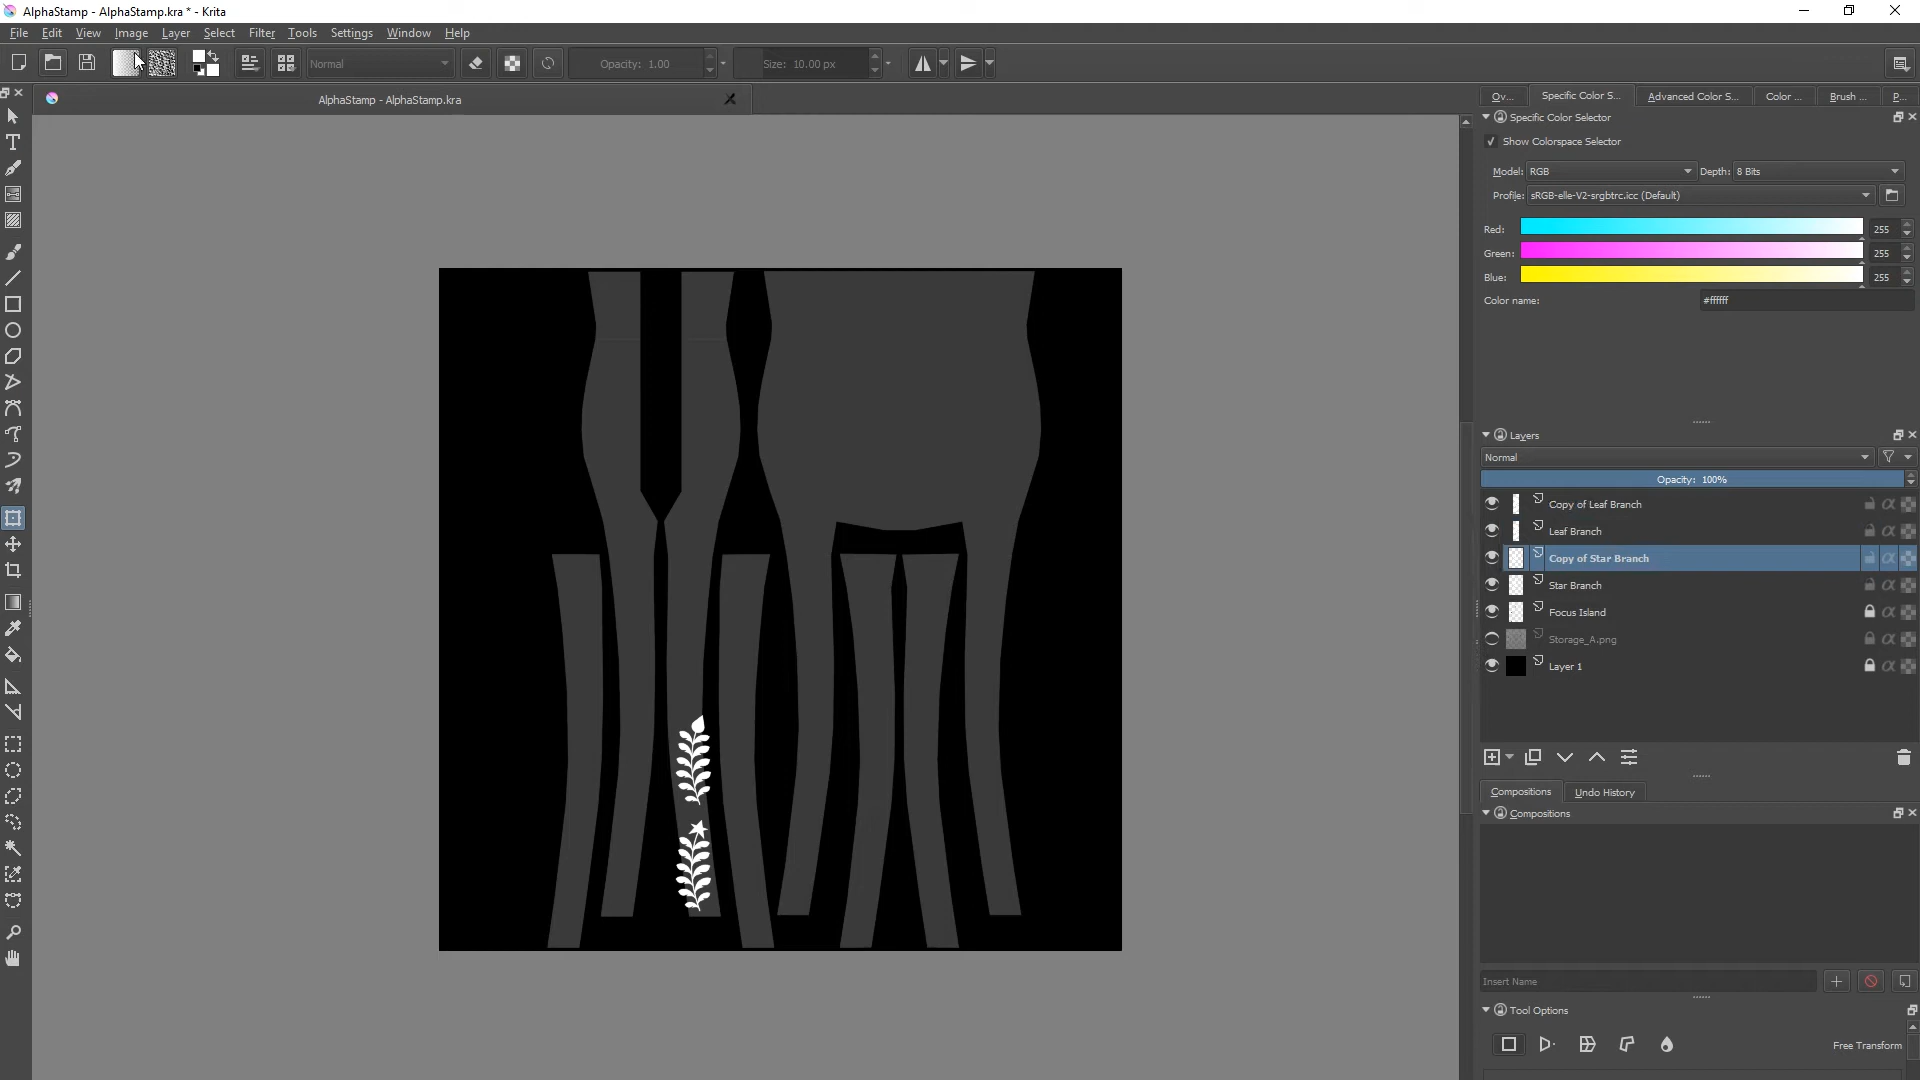 AlphaStamp - AlphaStamp.kra * - Krita
File Edit View Image Layer Select Filter Tools Settings Window Help
Normal Opacity: 1.00 Size: 10.00 px
AlphaStamp - AlphaStamp.kra
Ov... Specific Color S... Advanced Color S... Color ... Brush ... P...
Specific Color Selector
Show Colorspace Selector
Model: RGB Depth: 8 Bits
Profile: sRGB-elle-V2-srgbtrc.icc (Default)
Red: 255
Green: 255
Blue: 255
Color name: #ffffff
Layers
Normal
Opacity: 100%
Copy of Leaf Branch
Leaf Branch
Copy of Star Branch
Star Branch
Focus Island
Storage_A.png
Layer 1
Compositions Undo History
Compositions
Insert Name
Tool Options
Free Transform